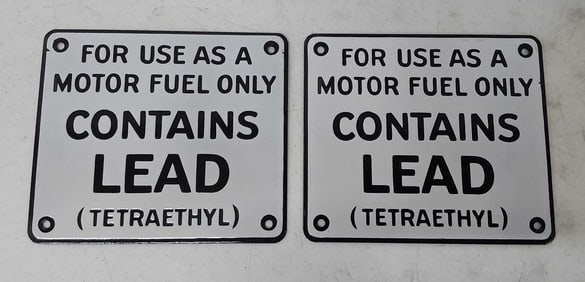 FOR USE AS A
MOTOR FUEL ONLY
CONTAINS
LEAD
(TETRAETHYL)
FOR USE AS A
MOTOR FUEL ONLY
CONTAINS
LEAD
(TETRAETHYL)